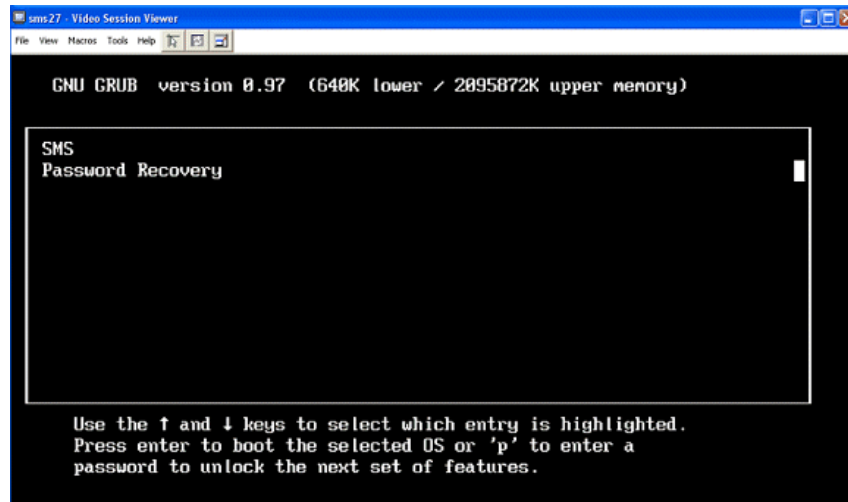 sms27 - Video Session Viewer
File View Macros Tools Help
GNU GRUB version 0.97 (640K lower / 2095872K upper memory)
SMS
Password Recovery
Use the ↑ and ↓ keys to select which entry is highlighted.
Press enter to boot the selected OS or 'p' to enter a
password to unlock the next set of features.